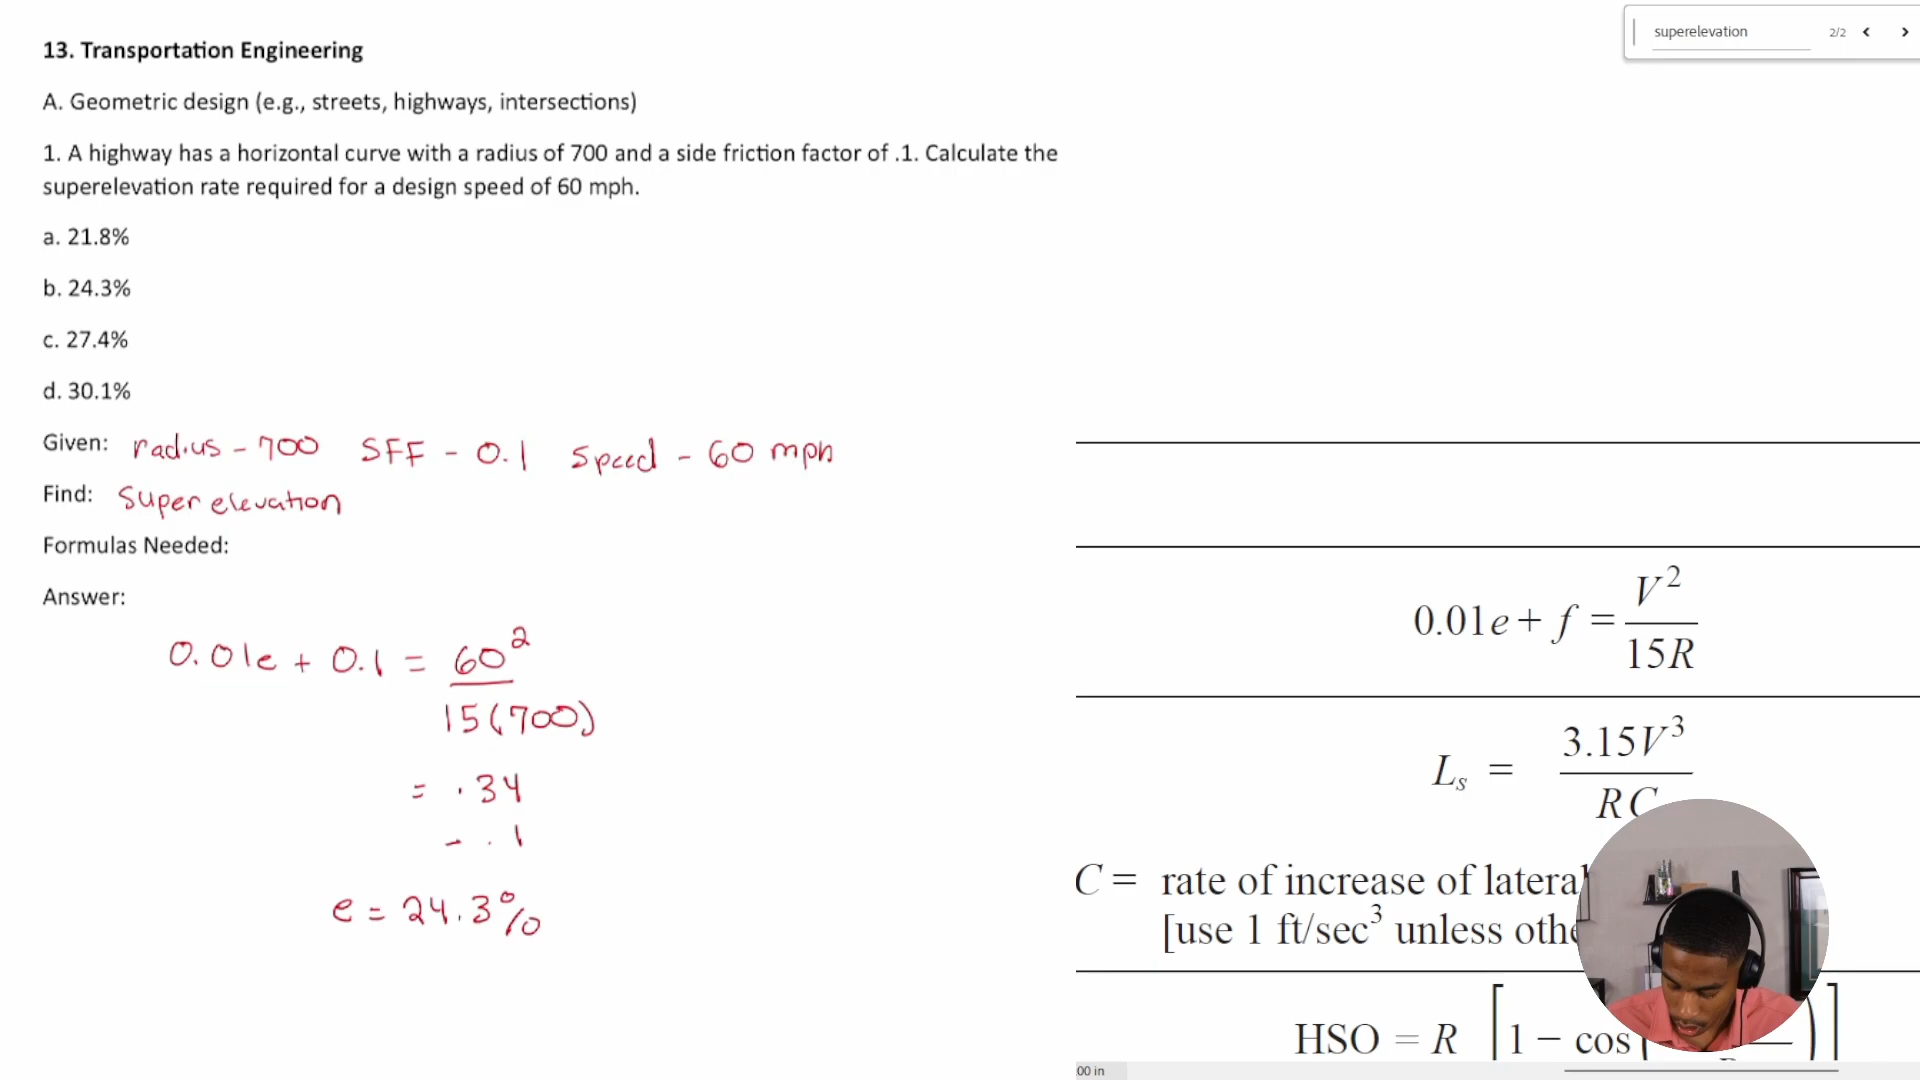 superelevation 2/2
13. Transportation Engineering
A. Geometric design (e.g., streets, highways, intersections)
1. A highway has a horizontal curve with a radius of 700 and a side friction factor of .1. Calculate the
superelevation rate required for a design speed of 60 mph.
a. 21.8%
b. 24.3%
c. 27.4%
d. 30.1%
Given: radius - 700 SFF - 0.1 speed - 60 mph
Find: Super elevation
Formulas Needed:
Answer:
0.01e + 0.1 = 60²
15(700)
= .34
- .1
e = 24.3%
0.01e + f = V²
15R
Ls = 3.15V³
RC
C = rate of increase of lateral
[use 1 ft/sec³ unless
HSO = R [1 − cos(
00 in